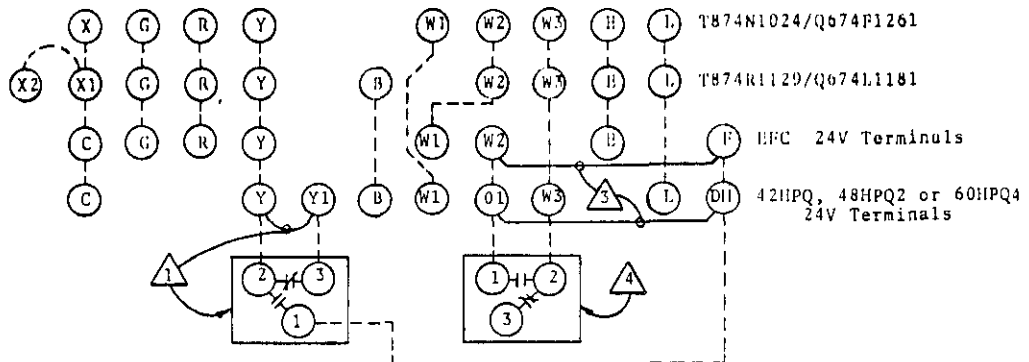 X G R Y W1 W2 W3 H L T874N1024/Q674F1261
X2 X1 G R Y B W2 W3 H L T874R1129/Q674L1181
C G R Y W1 W2 E F EFC 24V Terminals
C Y Y1 B W1 O1 W3 3 L DH 42HPQ, 48HPQ2 or 60HPQ4
24V Terminals
1 2 3 1 2 4
1 3